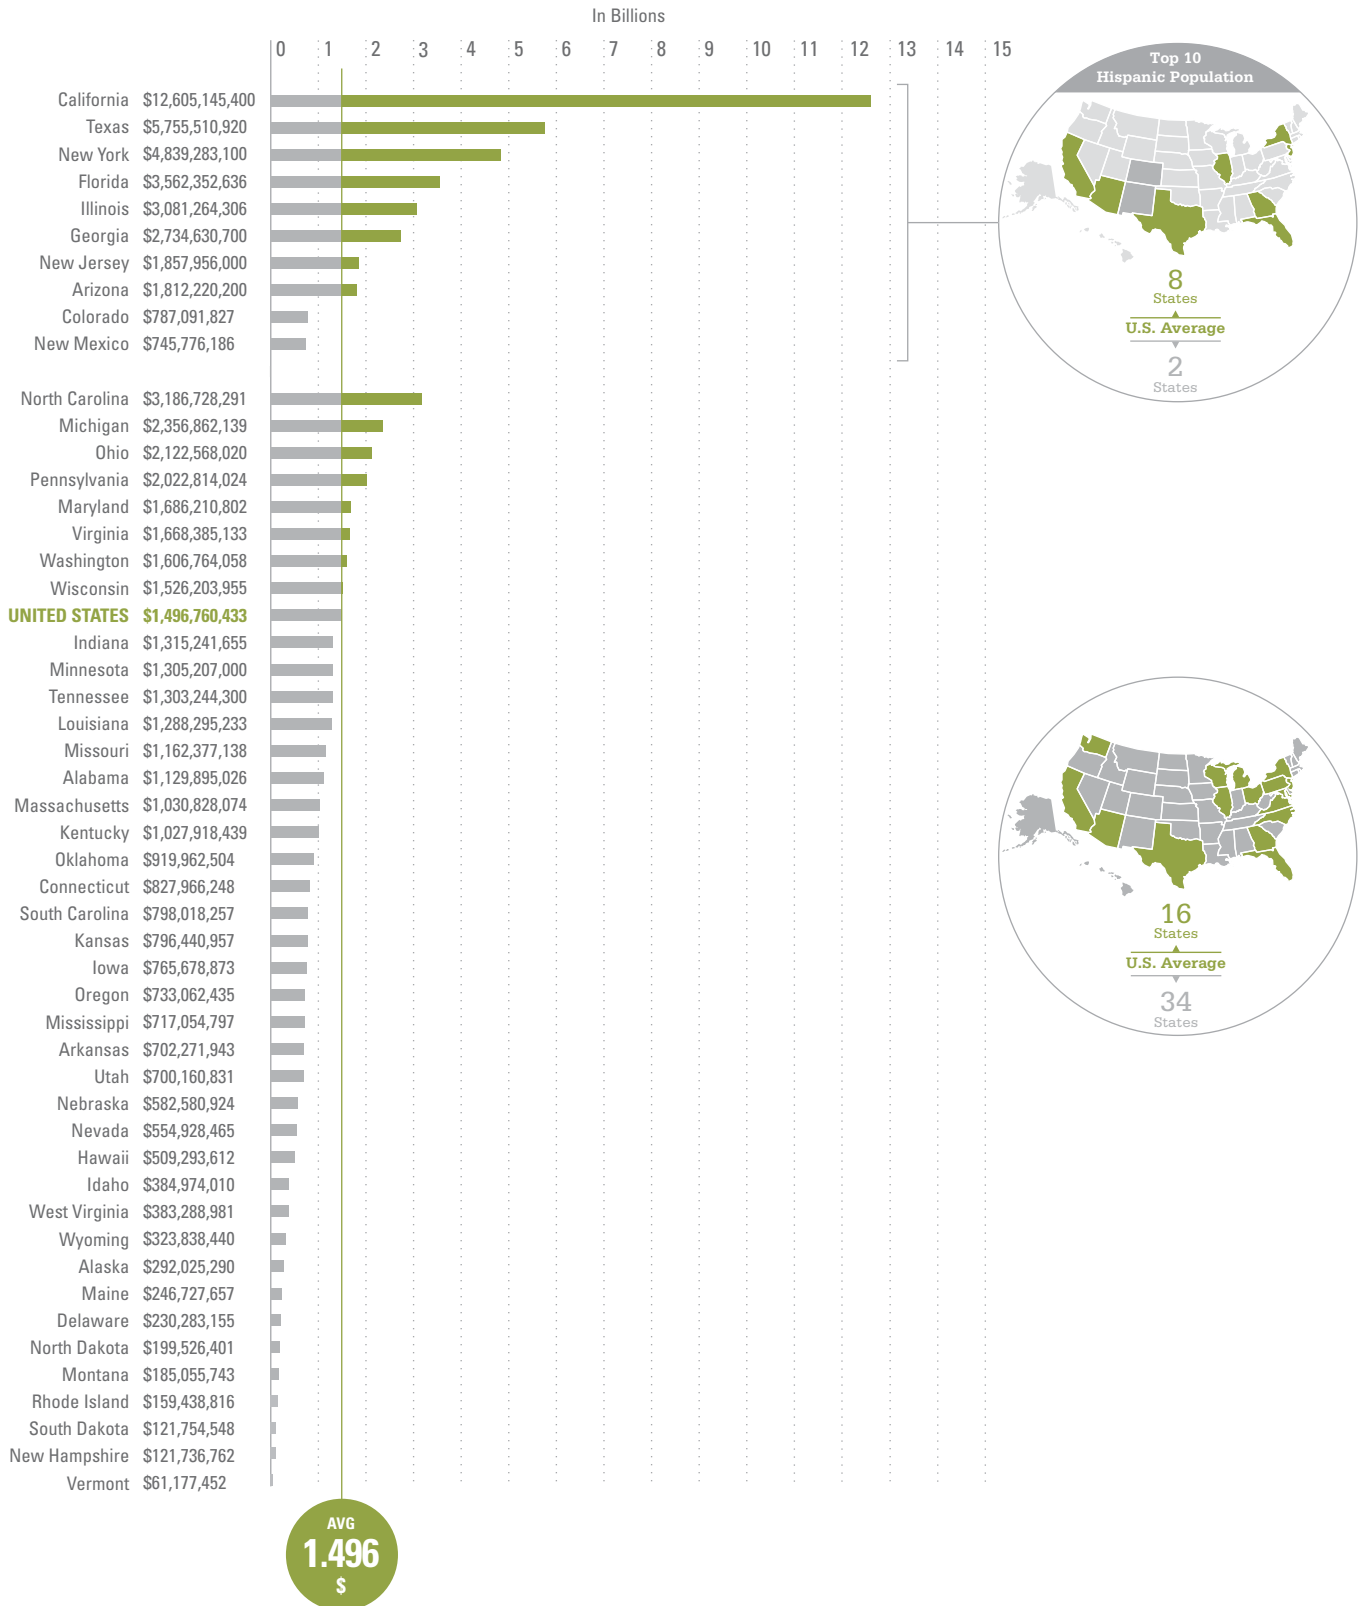 In Billions
0 1 2 3 4 5 6 7 8 9 10 11 12 13 14 15
California $12,605,145,400
Texas $5,755,510,920
New York $4,839,283,100
Florida $3,562,352,636
Illinois $3,081,264,306
Georgia $2,734,630,700
New Jersey $1,857,956,000
Arizona $1,812,220,200
Colorado $787,091,827
New Mexico $745,776,186
Top 10
Hispanic Population
8
States
U.S. Average
2
States
North Carolina $3,186,728,291
Michigan $2,356,862,139
Ohio $2,122,568,020
Pennsylvania $2,022,814,024
Maryland $1,686,210,802
Virginia $1,668,385,133
Washington $1,606,764,058
Wisconsin $1,526,203,955
UNITED STATES $1,496,760,433
Indiana $1,315,241,655
Minnesota $1,305,207,000
Tennessee $1,303,244,300
Louisiana $1,288,295,233
Missouri $1,162,377,138
Alabama $1,129,895,026
Massachusetts $1,030,828,074
Kentucky $1,027,918,439
Oklahoma $919,962,504
Connecticut $827,966,248
South Carolina $798,018,257
Kansas $796,440,957
Iowa $765,678,873
Oregon $733,062,435
Mississippi $717,054,797
Arkansas $702,271,943
Utah $700,160,831
Nebraska $582,580,924
Nevada $554,928,465
Hawaii $509,293,612
Idaho $384,974,010
West Virginia $383,288,981
Wyoming $323,838,440
Alaska $292,025,290
Maine $246,727,657
Delaware $230,283,155
North Dakota $199,526,401
Montana $185,055,743
Rhode Island $159,438,816
South Dakota $121,754,548
New Hampshire $121,736,762
Vermont $61,177,452
16
States
U.S. Average
34
States
AVG
1.496
$